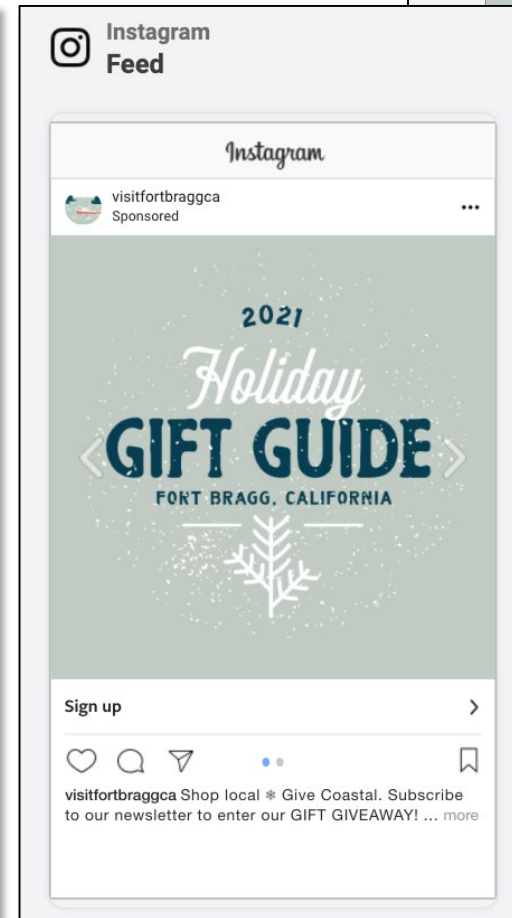 Instagram
Feed
Instagram
visitfortbraggca
Sponsored
2021
Holiday
GIFT GUIDE
FORT BRAGG, CALIFORNIA
Sign up
visitfortbraggca Shop local ❄ Give Coastal. Subscribe
to our newsletter to enter our GIFT GIVEAWAY! ... more